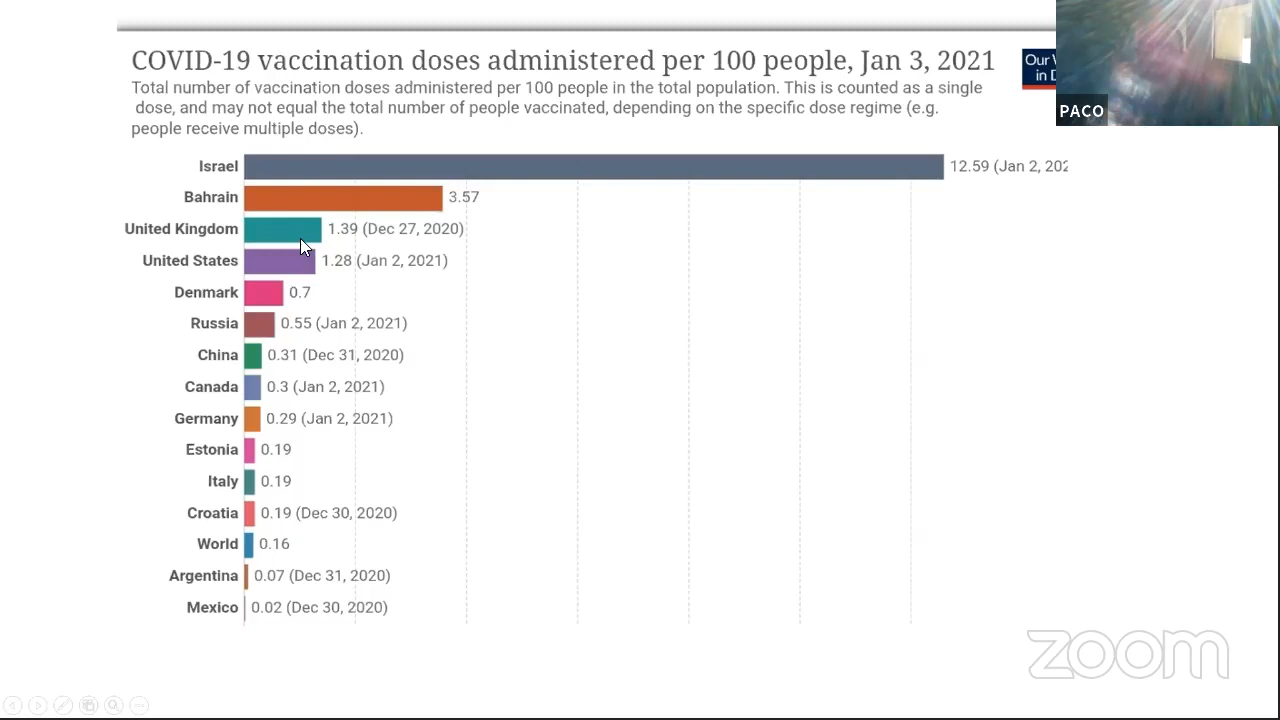 COVID-19 vaccination doses administered per 100 people, Jan 3, 2021
Our
in
PACO
Total number of vaccination doses administered per 100 people in the total population. This is counted as a single
dose, and may not equal the total number of people vaccinated, depending on the specific dose regime (e.g.
people receive multiple doses).
Israel 12.59 (Jan 2, 202
Bahrain 3.57
United Kingdom 1.39 (Dec 27, 2020)
United States 1.28 (Jan 2, 2021)
Denmark 0.7
Russia 0.55 (Jan 2, 2021)
China 0.31 (Dec 31, 2020)
Canada 0.3 (Jan 2, 2021)
Germany 0.29 (Jan 2, 2021)
Estonia 0.19
Italy 0.19
Croatia 0.19 (Dec 30, 2020)
World 0.16
Argentina 0.07 (Dec 31, 2020)
Mexico 0.02 (Dec 30, 2020)
zoom